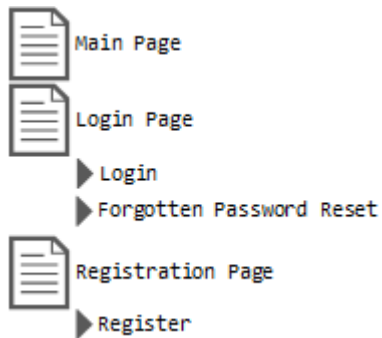 Main Page
Login Page
Login
Forgotten Password Reset
Registration Page
Register